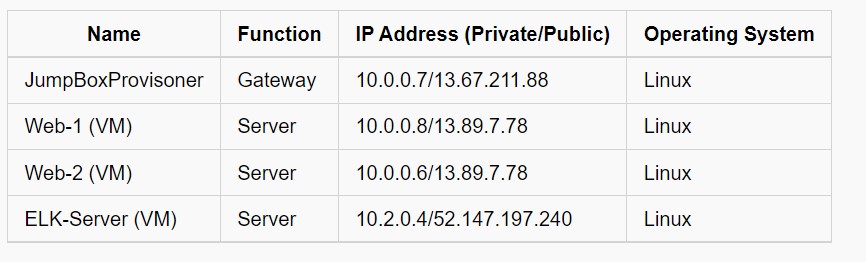 Name Function IP Address (Private/Public) Operating System
JumpBoxProvisoner Gateway 10.0.0.7/13.67.211.88 Linux
Web-1 (VM) Server 10.0.0.8/13.89.7.78 Linux
Web-2 (VM) Server 10.0.0.6/13.89.7.78 Linux
ELK-Server (VM) Server 10.2.0.4/52.147.197.240 Linux